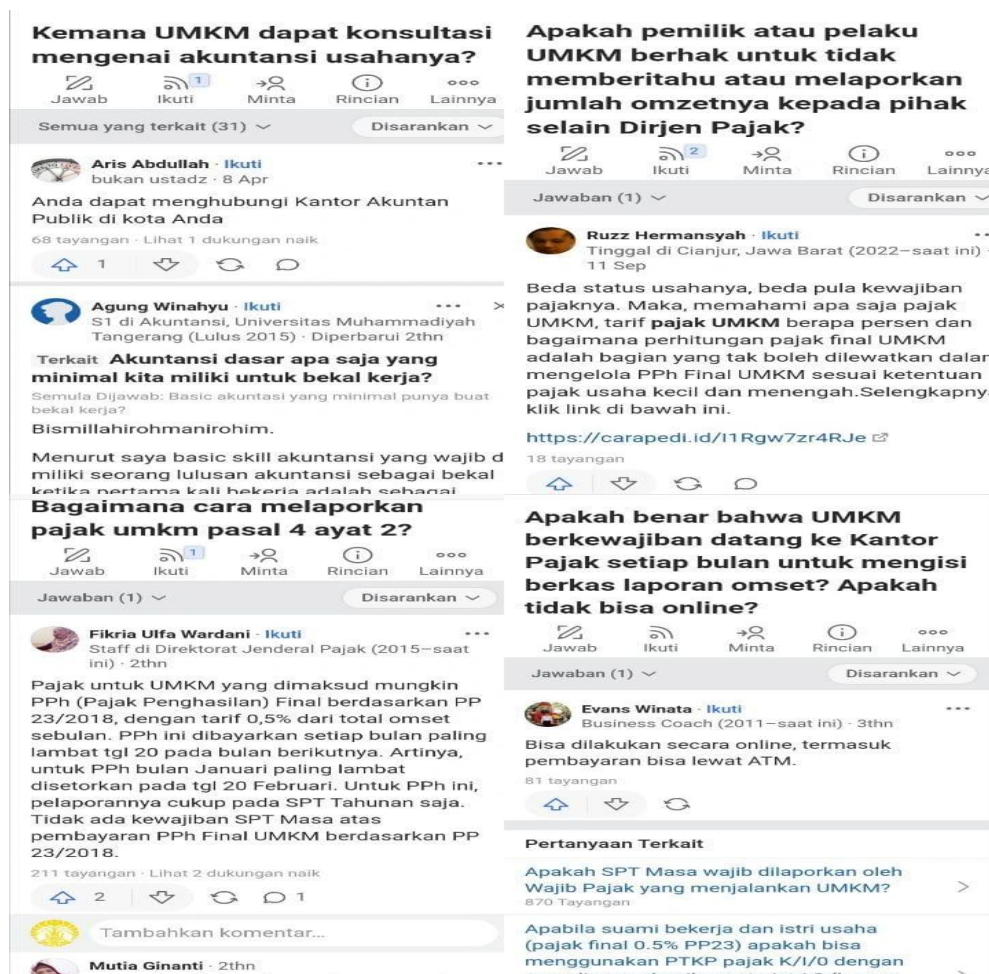 Kemana UMKM dapat konsultasi
mengenai akuntansi usahanya?
1
Jawab Ikuti Minta Rincian Lainnya
Semua yang terkait (31) Disarankan
Aris Abdullah · Ikuti
bukan ustadz · 8 Apr
Anda dapat menghubungi Kantor Akuntan
Publik di kota Anda
68 tayangan · Lihat 1 dukungan naik
1
Agung Winahyu · Ikuti
S1 di Akuntansi, Universitas Muhammadiyah
Tangerang (Lulus 2015) · Diperbarui 2thn
Terkait Akuntansi dasar apa saja yang
minimal kita miliki untuk bekal kerja?
Semula Dijawab: Basic akuntasi yang minimal punya buat
bekal kerja?
Bismillahirohmanirohim.
Menurut saya basic skill akuntansi yang wajib d
miliki seorang lulusan akuntansi sebagai bekal
ketika pertama kali bekerja adalah sebagai
Apakah pemilik atau pelaku
UMKM berhak untuk tidak
memberitahu atau melaporkan
jumlah omzetnya kepada pihak
selain Dirjen Pajak?
2
Jawab Ikuti Minta Rincian Lainnya
Jawaban (1) Disarankan
Ruzz Hermansyah · Ikuti
Tinggal di Cianjur, Jawa Barat (2022–saat ini) ·
11 Sep
Beda status usahanya, beda pula kewajiban
pajaknya. Maka, memahami apa saja pajak
UMKM, tarif pajak UMKM berapa persen dan
bagaimana perhitungan pajak final UMKM
adalah bagian yang tak boleh dilewatkan dalam
mengelola PPh Final UMKM sesuai ketentuan
pajak usaha kecil dan menengah.Selengkapnya
klik link di bawah ini.
https://carapedi.id/I1Rgw7zr4RJe
18 tayangan
Bagaimana cara melaporkan
pajak umkm pasal 4 ayat 2?
1
Jawab Ikuti Minta Rincian Lainnya
Jawaban (1) Disarankan
Fikria Ulfa Wardani · Ikuti
Staff di Direktorat Jenderal Pajak (2015–saat
ini) · 2thn
Pajak untuk UMKM yang dimaksud mungkin
PPh (Pajak Penghasilan) Final berdasarkan PP
23/2018, dengan tarif 0,5% dari total omset
sebulan. PPh ini dibayarkan setiap bulan paling
lambat tgl 20 pada bulan berikutnya. Artinya,
untuk PPh bulan Januari paling lambat
disetorkan pada tgl 20 Februari. Untuk PPh ini,
pelaporannya cukup pada SPT Tahunan saja.
Tidak ada kewajiban SPT Masa atas
pembayaran PPh Final UMKM berdasarkan PP
23/2018.
211 tayangan · Lihat 2 dukungan naik
2 1
Tambahkan komentar...
Mutia Ginanti · 2thn
Apakah benar bahwa UMKM
berkewajiban datang ke Kantor
Pajak setiap bulan untuk mengisi
berkas laporan omset? Apakah
tidak bisa online?
Jawab Ikuti Minta Rincian Lainnya
Jawaban (1) Disarankan
Evans Winata · Ikuti
Business Coach (2011–saat ini) · 3thn
Bisa dilakukan secara online, termasuk
pembayaran bisa lewat ATM.
81 tayangan
Pertanyaan Terkait
Apakah SPT Masa wajib dilaporkan oleh
Wajib Pajak yang menjalankan UMKM?
870 Tayangan
Apabila suami bekerja dan istri usaha
(pajak final 0.5% PP23) apakah bisa
menggunakan PTKP pajak K/I/0 dengan